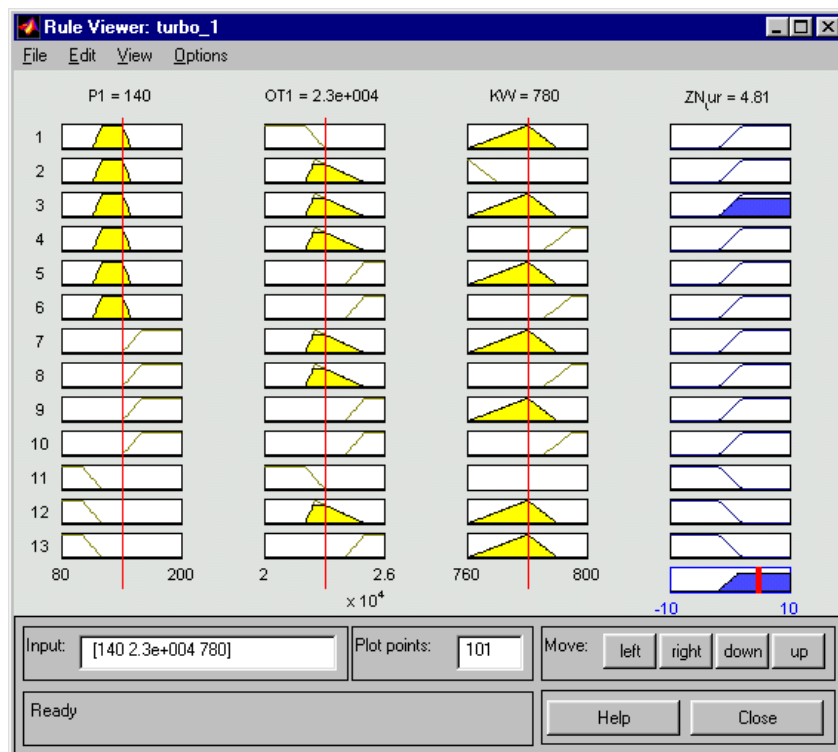 Rule Viewer: turbo_1
File Edit View Options
P1 = 140 OT1 = 2.3e+004 KW = 780 ZNιur = 4.81
1
2
3
4
5
6
7
8
9
10
11
12
13
80 200 2 2.6 760 800
x 10⁴
-10 10
Input: [140 2.3e+004 780] Plot points: 101 Move: left right down up
Ready Help Close